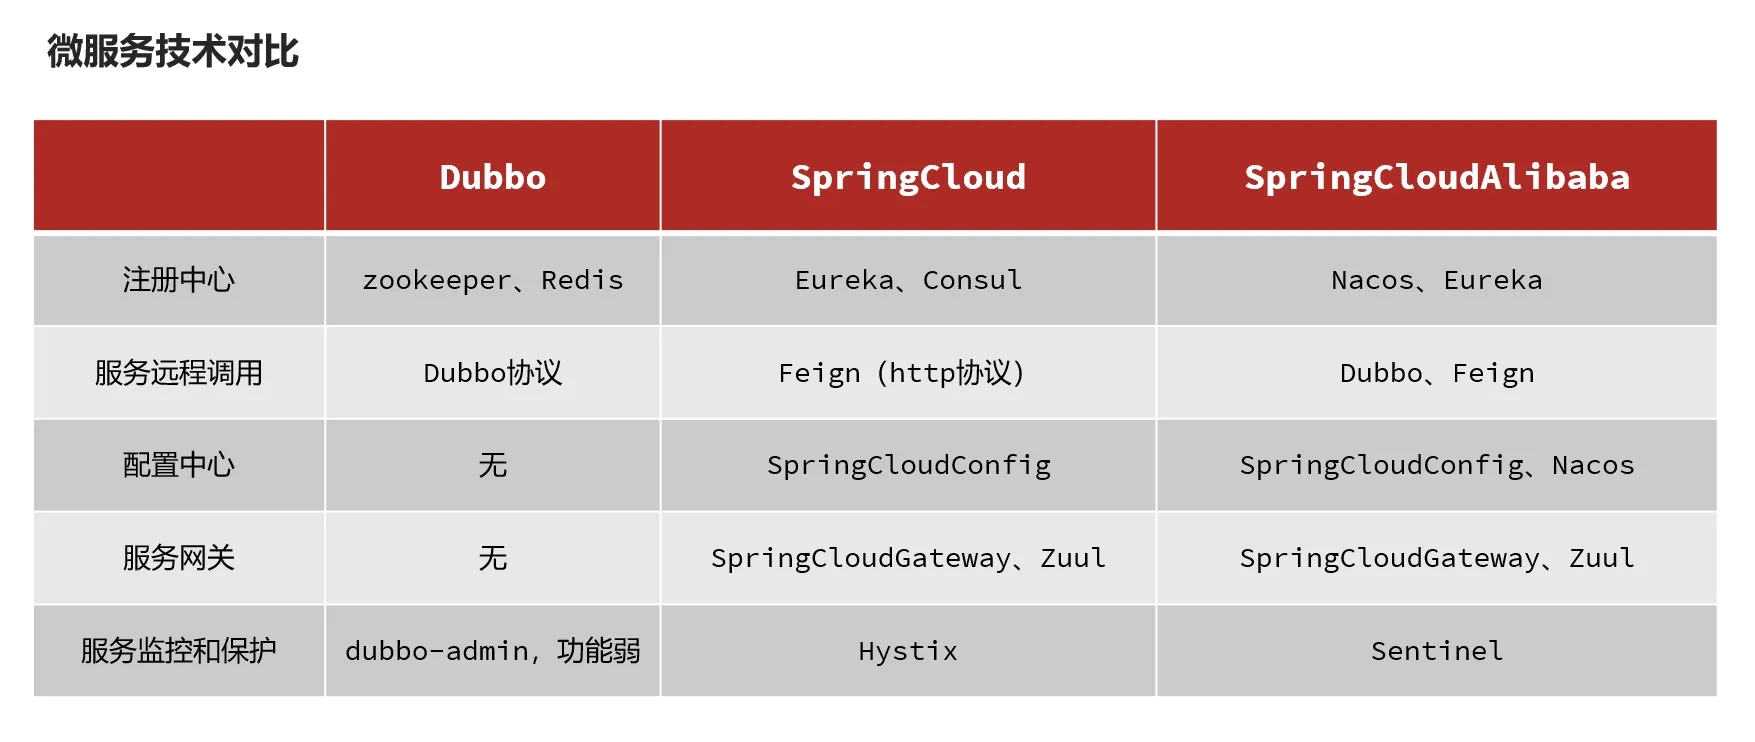 微服务技术对比
Dubbo SpringCloud SpringCloudAlibaba
注册中心 zookeeper、Redis Eureka、Consul Nacos、Eureka
服务远程调用 Dubbo协议 Feign（http协议） Dubbo、Feign
配置中心 无 SpringCloudConfig SpringCloudConfig、Nacos
服务网关 无 SpringCloudGateway、Zuul SpringCloudGateway、Zuul
服务监控和保护 dubbo-admin，功能弱 Hystix Sentinel